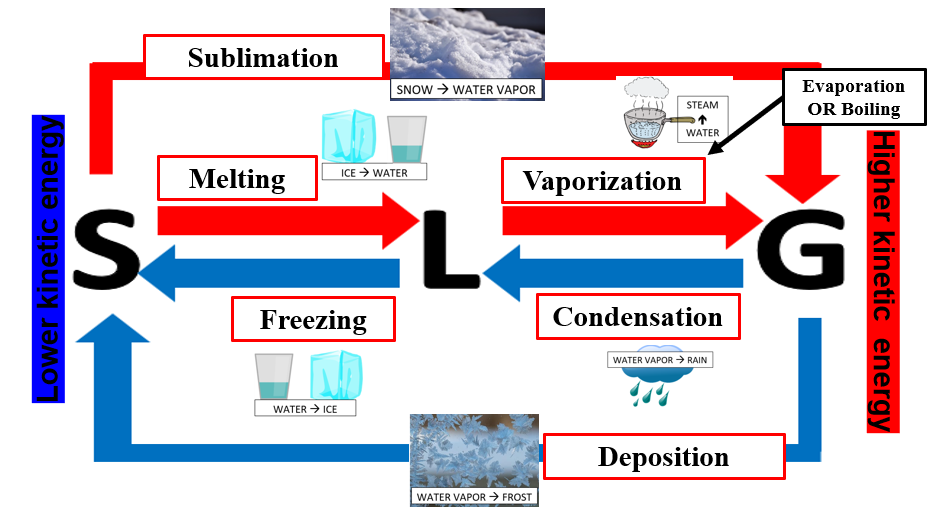 Sublimation
SNOW → WATER VAPOR
Evaporation
OR Boiling
STEAM
↑
WATER
ICE → WATER
Melting
Vaporization
Lower kinetic energy
S
L
G
Higher kinetic energy
Freezing
Condensation
WATER VAPOR → RAIN
WATER → ICE
Deposition
WATER VAPOR → FROST